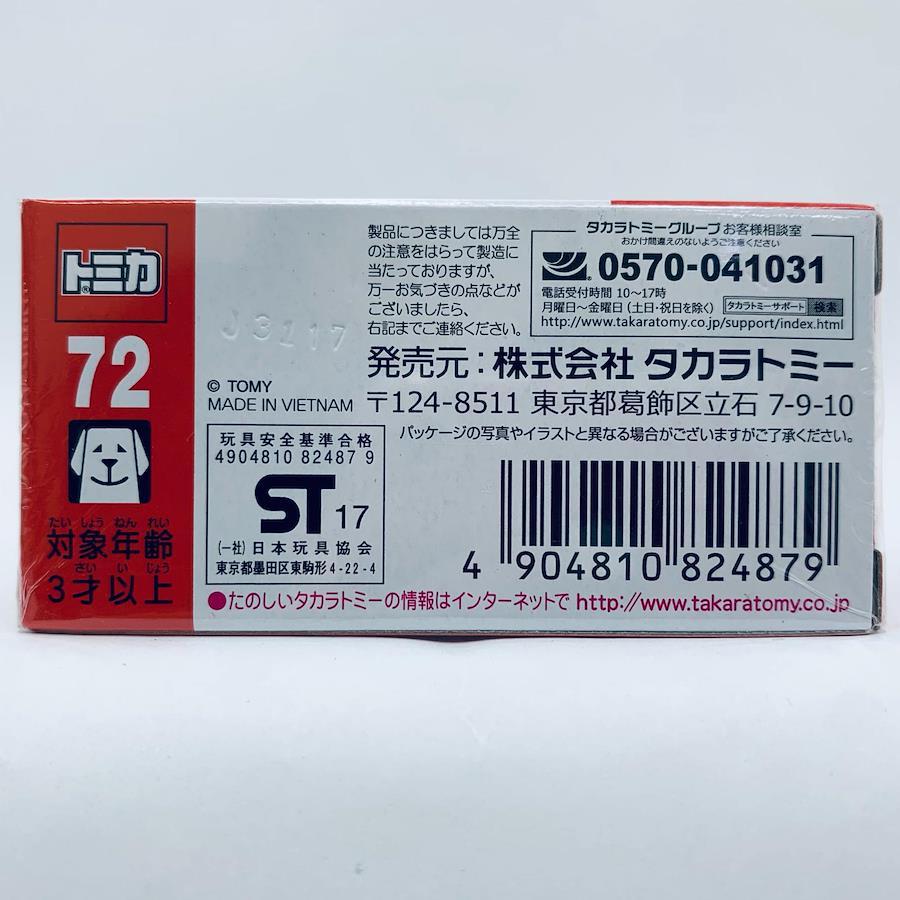 トミカ
®
72
たい しょう ねん れい
対象年齢
ざい い じょう
3才以上
J3117
© TOMY
MADE IN VIETNAM
製品につきましては万全
の注意をはらって製造に
当たっておりますが、
万一お気づきの点などが
ございましたら、
右記までご連絡ください。
タカラトミーグループ お客様相談室
おかけ間違えのないようご注意ください
0570-041031
電話受付時間 10～17時
月曜日～金曜日 (土日・祝日を除く)
タカラトミーサポート 検索
http://www.takaratomy.co.jp/support/index.html
発売元：株式会社 タカラトミー
〒124-8511 東京都葛飾区立石 7-9-10
パッケージの写真やイラストと異なる場合がございますがご了承ください。
玩具安全基準合格
4904810 82487 9
ST 17
(一社) 日本玩具協会
東京都墨田区東駒形 4-22-4
4 904810 824879
●たのしいタカラトミーの情報はインターネットで http://www.takaratomy.co.jp